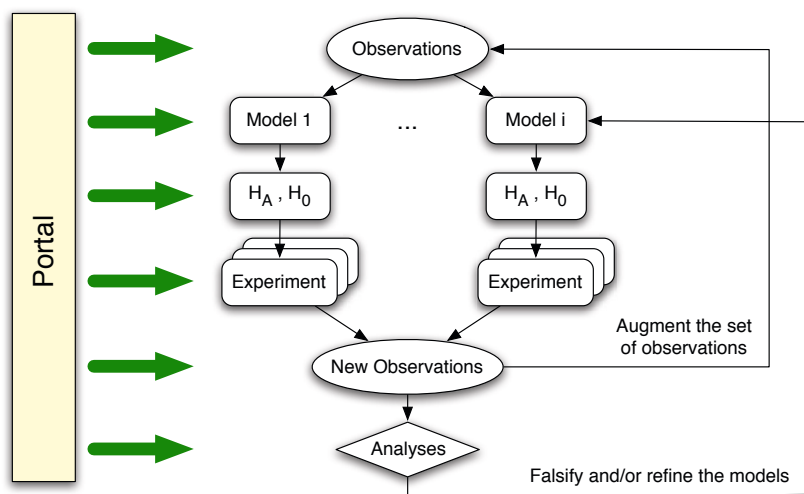 Portal
Observations
Model 1
...
Model i
H_A , H_0
H_A , H_0
Experiment
Experiment
Augment the set
of observations
New Observations
Analyses
Falsify and/or refine the models